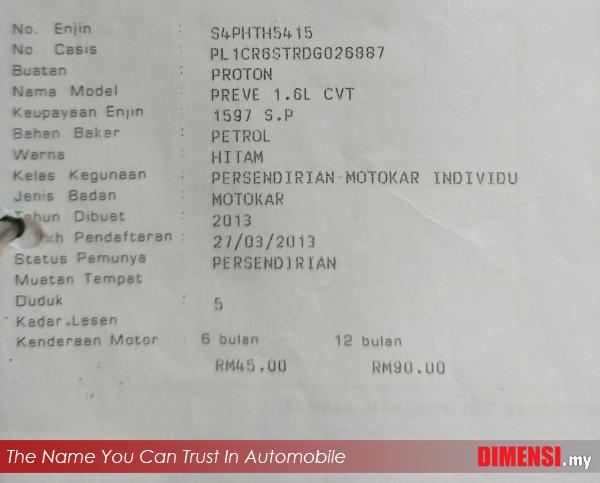 No. Enjin : S4PHTH5415
No. Casis : PL1CR6STRDG026887
Buatan : PROTON
Nama Model : PREVE 1.6L CVT
Keupayaan Enjin : 1597 S.P
Bahan Bakar : PETROL
Warna : HITAM
Kelas Kegunaan : PERSENDIRIAN-MOTOKAR INDIVIDU
Jenis Badan : MOTOKAR
Tahun Dibuat : 2013
Pendaftaran : 27/03/2013
Status Pemunya : PERSENDIRIAN
Muatan Tempat
Duduk : 5
Kadar Lesen
Kenderaan Motor : 6 bulan 12 bulan
RM45.00 RM90.00
The Name You Can Trust In Automobile DIMENSI.my